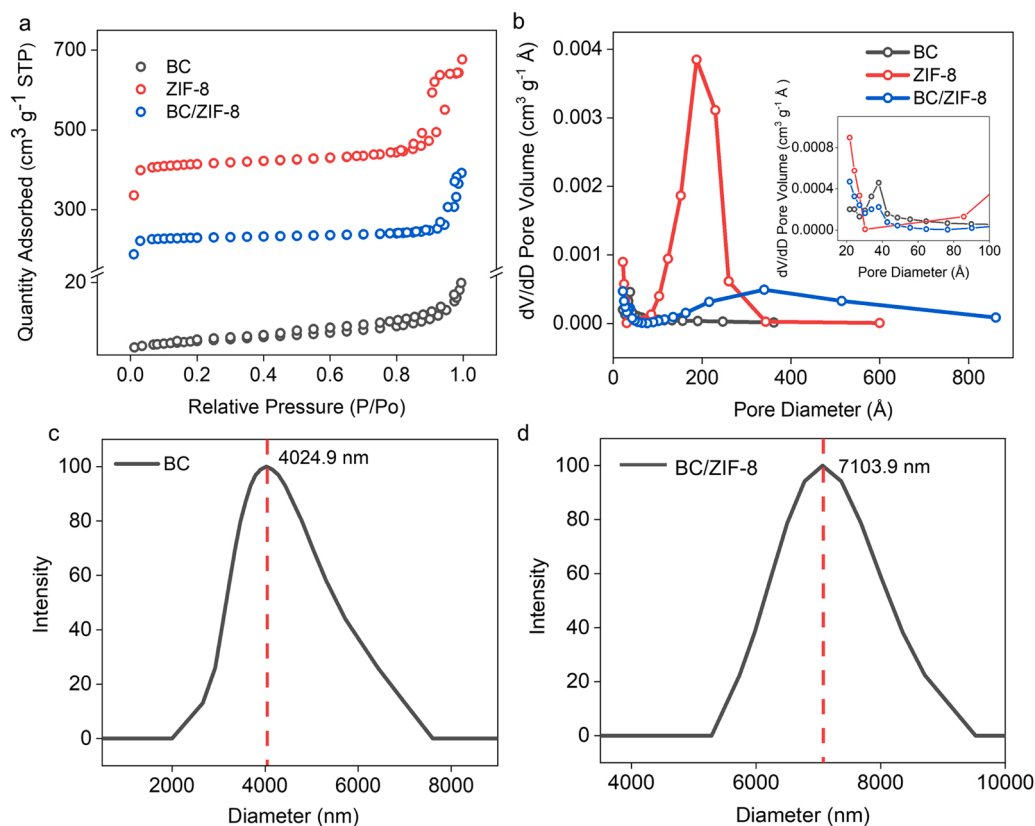 a
Quantity Adsorbed (cm³ g⁻¹ STP)
700
500
300
20
BC
ZIF-8
BC/ZIF-8
0.0 0.2 0.4 0.6 0.8 1.0
Relative Pressure (P/Po)
b
dV/dD Pore Volume (cm³ g⁻¹ Å)
0.004
0.003
0.002
0.001
0.000
BC
ZIF-8
BC/ZIF-8
dV/dD Pore Volume (cm³ g⁻¹ Å)
0.0008
0.0004
0.0000
20 40 60 80 100
Pore Diameter (Å)
0 200 400 600 800
Pore Diameter (Å)
c
Intensity
100
80
60
40
20
0
BC
4024.9 nm
2000 4000 6000 8000
Diameter (nm)
d
Intensity
100
80
60
40
20
0
BC/ZIF-8
7103.9 nm
4000 6000 8000 10000
Diameter (nm)